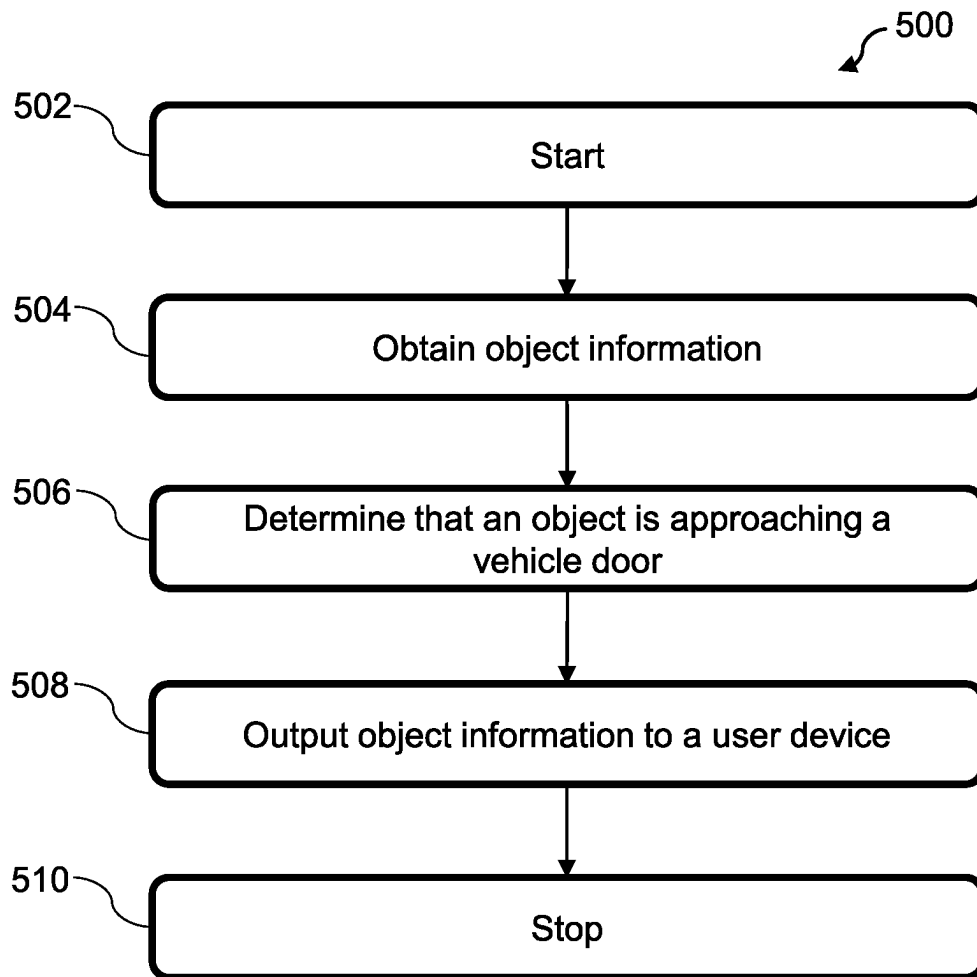 500
502
Start
504
Obtain object information
506
Determine that an object is approaching a
vehicle door
508
Output object information to a user device
510
Stop